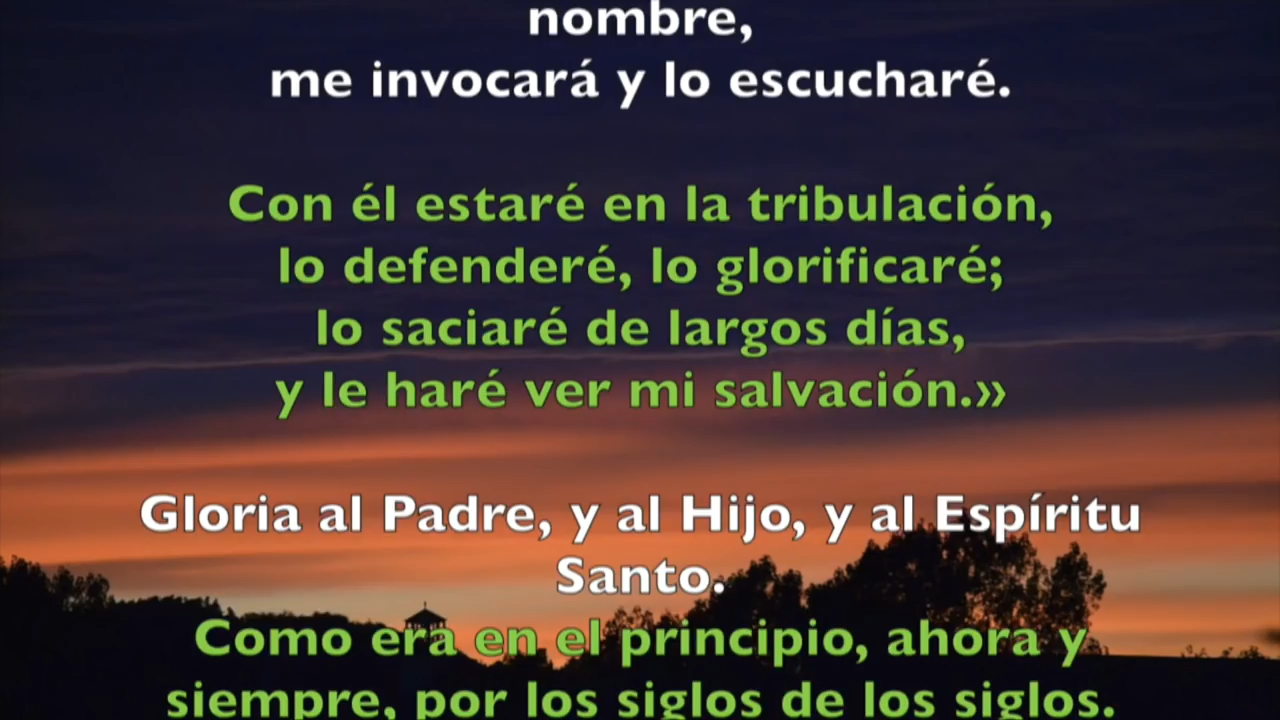 nombre,
me invocará y lo escucharé.
Con él estaré en la tribulación,
lo defenderé, lo glorificaré;
lo saciaré de largos días,
y le haré ver mi salvación.»
Gloria al Padre, y al Hijo, y al Espíritu
Santo.
Como era en el principio, ahora y
siempre, por los siglos de los siglos.